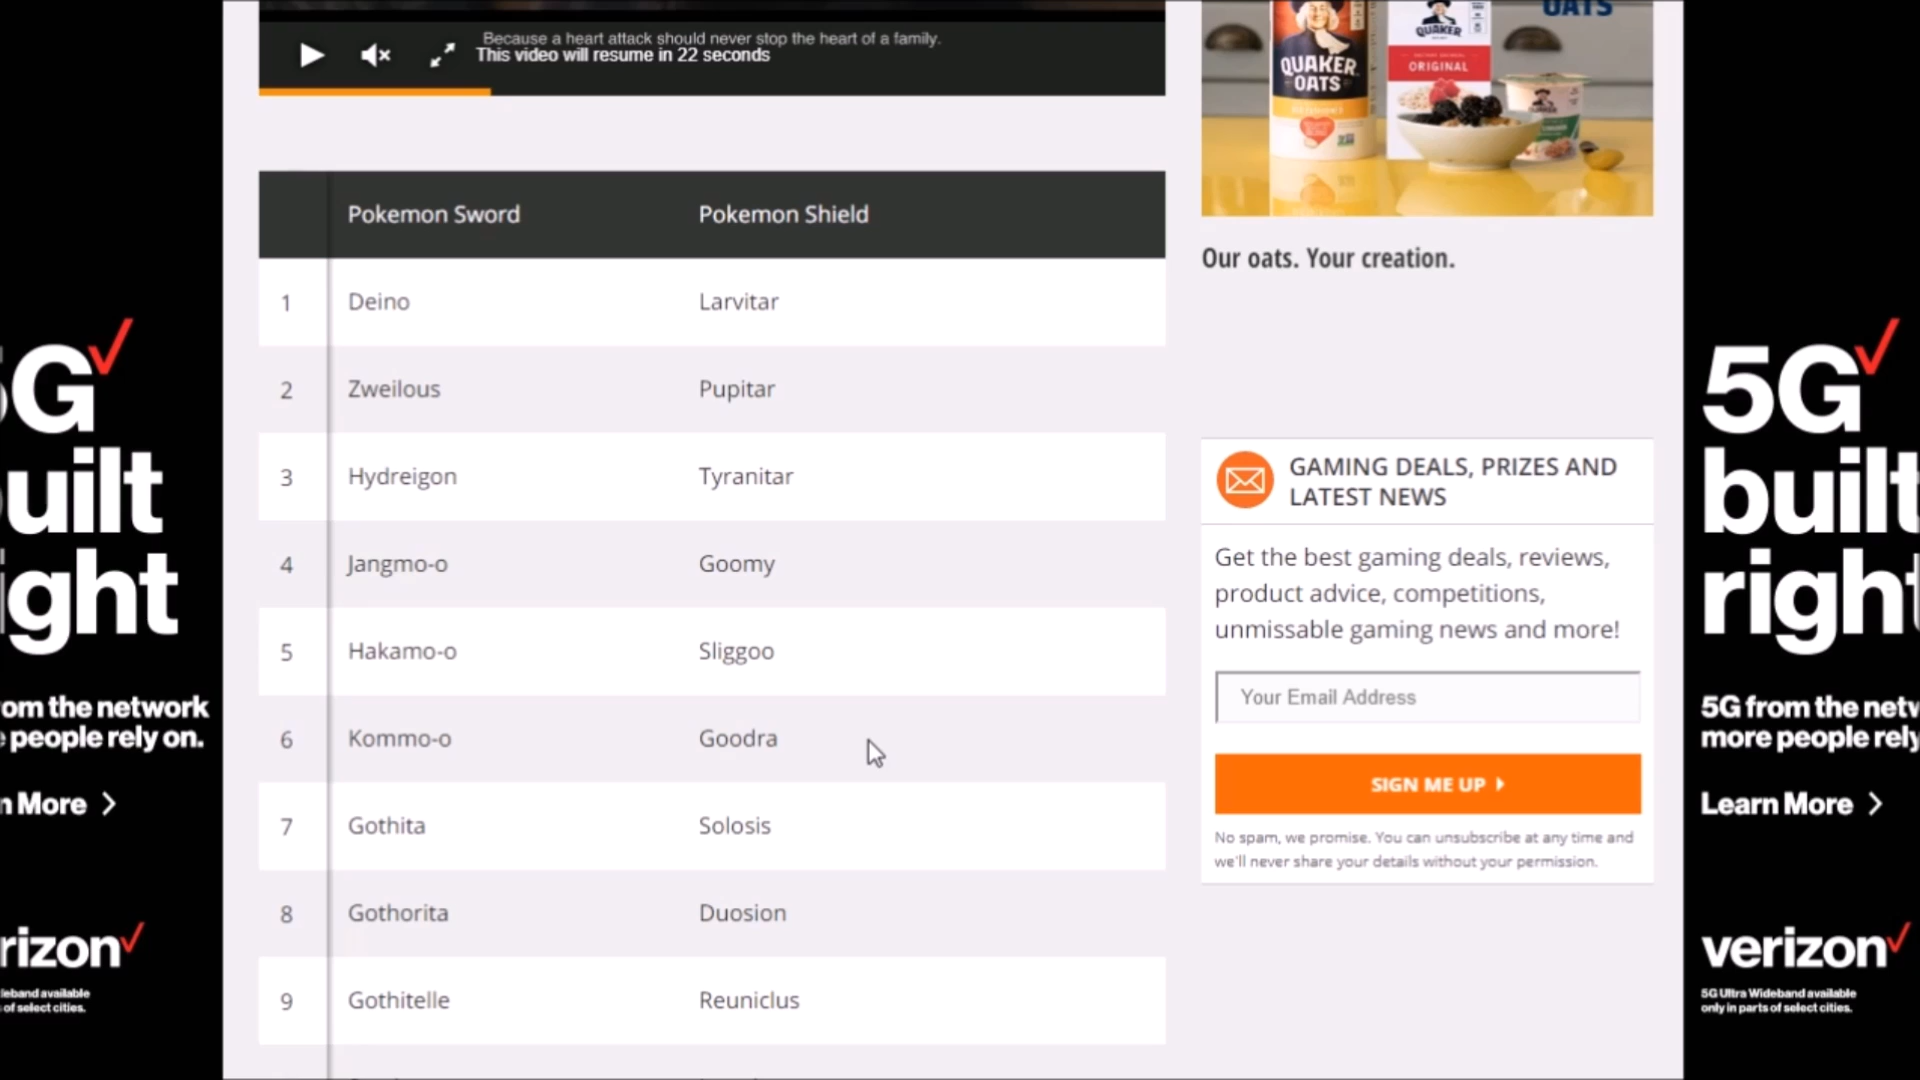 Because a heart attack should never stop the heart of a family.
This video will resume in 22 seconds
Pokemon Sword Pokemon Shield
1 Deino Larvitar
2 Zweilous Pupitar
3 Hydreigon Tyranitar
4 Jangmo-o Goomy
5 Hakamo-o Sliggoo
6 Kommo-o Goodra
7 Gothita Solosis
8 Gothorita Duosion
9 Gothitelle Reuniclus
QUAKER
OATS
QUAKER
ORIGINAL
OATS
Our oats. Your creation.
GAMING DEALS, PRIZES AND
LATEST NEWS
Get the best gaming deals, reviews,
product advice, competitions,
unmissable gaming news and more!
Your Email Address
SIGN ME UP
No spam, we promise. You can unsubscribe at any time and
we'll never share your details without your permission.
5G
uilt
ight
om the network
e people rely on.
n More >
rizon
leband available
of select cities.
5G
built
right
5G from the netw
more people rely
Learn More >
verizon
5G Ultra Wideband available
only in parts of select cities.